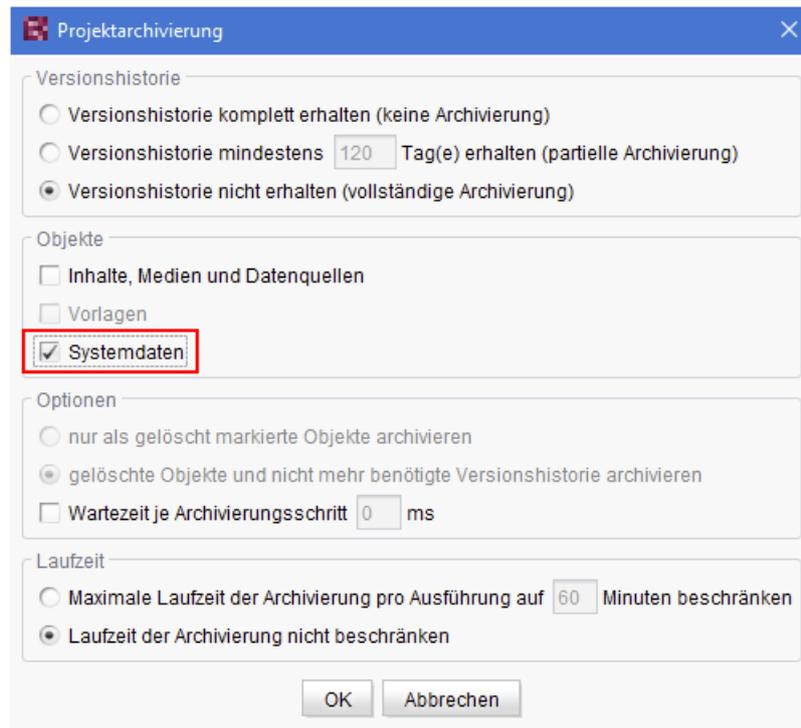 Projektarchivierung
Versionshistorie
Versionshistorie komplett erhalten (keine Archivierung)
Versionshistorie mindestens 120 Tag(e) erhalten (partielle Archivierung)
Versionshistorie nicht erhalten (vollständige Archivierung)
Objekte
Inhalte, Medien und Datenquellen
Vorlagen
Systemdaten
Optionen
nur als gelöscht markierte Objekte archivieren
gelöschte Objekte und nicht mehr benötigte Versionshistorie archivieren
Wartezeit je Archivierungsschritt 0 ms
Laufzeit
Maximale Laufzeit der Archivierung pro Ausführung auf 60 Minuten beschränken
Laufzeit der Archivierung nicht beschränken
OK Abbrechen